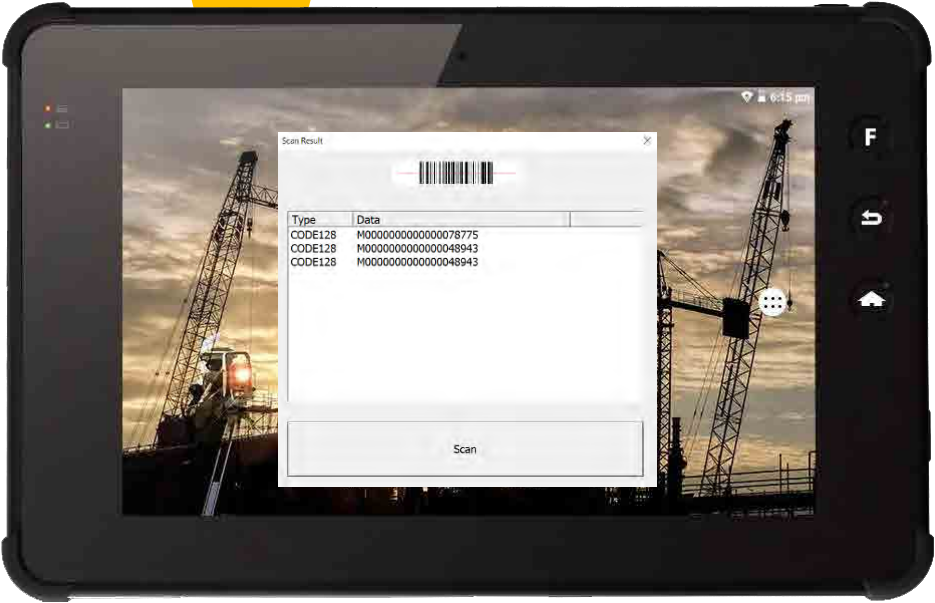 6:15 pm
F
Scan Result
Type Data
CODE128 M0000000000000078775
CODE128 M0000000000000048943
CODE128 M0000000000000048943
Scan